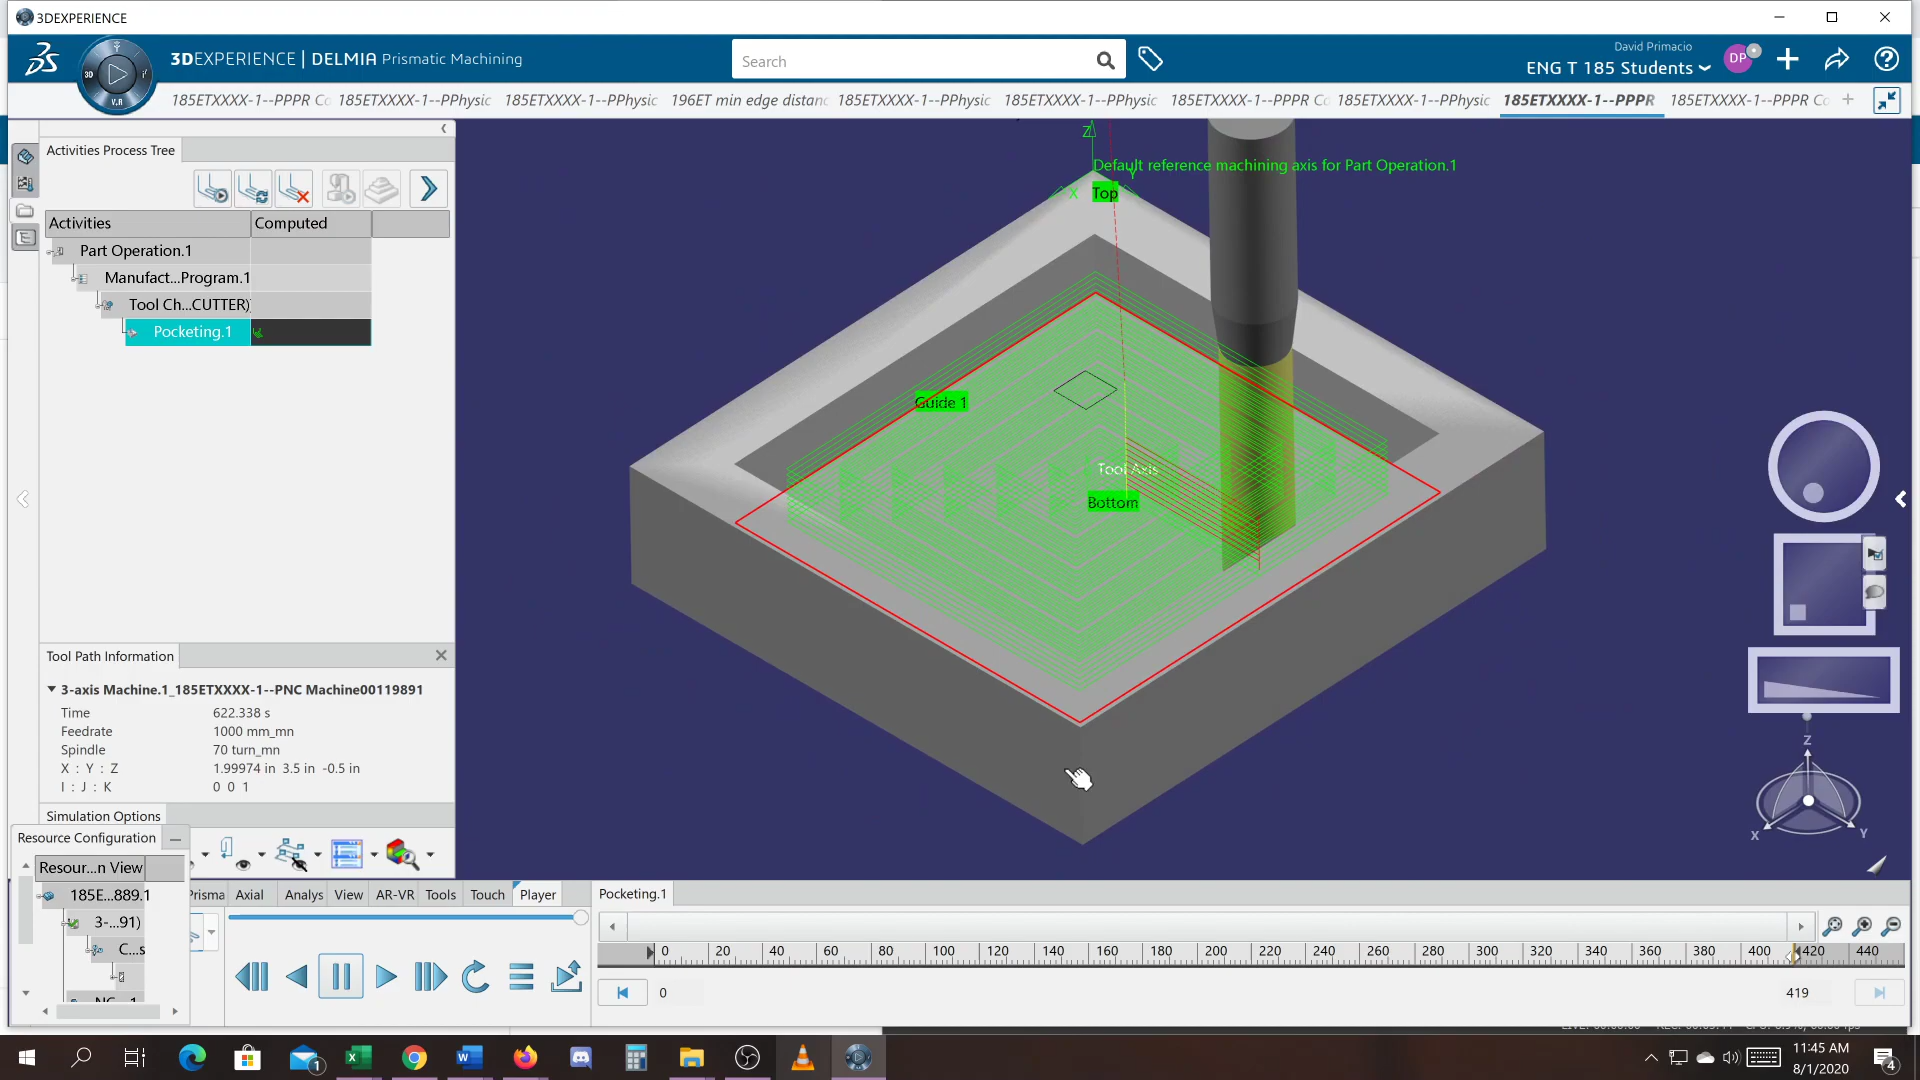 3DEXPERIENCE
3DEXPERIENCE | DELMIA Prismatic Machining
Search
David Primacio
ENG T 185 Students
DP
3D
V.R
185ETXXXX-1--PPPR Co
185ETXXXX-1--PPhysic
185ETXXXX-1--PPhysic
196ET min edge distanc
185ETXXXX-1--PPhysic
185ETXXXX-1--PPhysic
185ETXXXX-1--PPPR Co
185ETXXXX-1--PPhysic
185ETXXXX-1--PPPR
185ETXXXX-1--PPPR Co
Activities Process Tree
Activities
Computed
Part Operation.1
Manufact...Program.1
Tool Ch...CUTTER)
Pocketing.1
Z
Default reference machining axis for Part Operation.1
X
Top
Y
Guide 1
Tool Axis
Bottom
Z
X
Y
Tool Path Information
3-axis Machine.1_185ETXXXX-1--PNC Machine00119891
Time 622.338 s
Feedrate 1000 mm_mn
Spindle 70 turn_mn
X : Y : Z 1.99974 in 3.5 in -0.5 in
I : J : K 0 0 1
Simulation Options
Resource Configuration
Resour...n View
185E...889.1
3-...91)
C...s
Prisma
Axial
Analys
View
AR-VR
Tools
Touch
Player
Pocketing.1
0 20 40 60 80 100 120 140 160 180 200 220 240 260 280 300 320 340 360 380 400 420 440
0
419
1
11:45 AM
8/1/2020
4